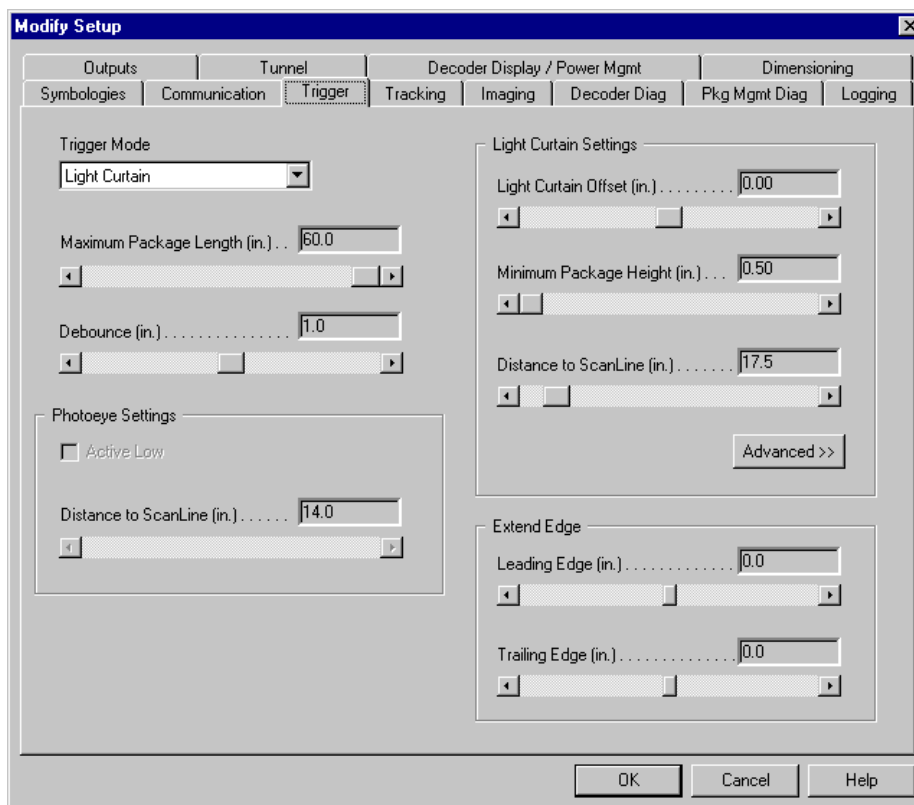 Modify Setup
Outputs
Tunnel
Decoder Display / Power Mgmt
Dimensioning
Symbologies
Communication
Trigger
Tracking
Imaging
Decoder Diag
Pkg Mgmt Diag
Logging
Trigger Mode
Light Curtain
Maximum Package Length (in.) . . 60.0
Debounce (in.) . . . . . . . . . . . . . . . 1.0
Photoeye Settings
Active Low
Distance to ScanLine (in.) . . . . . . 14.0
Light Curtain Settings
Light Curtain Offset (in.) . . . . . . . . . 0.00
Minimum Package Height (in.) . . . 0.50
Distance to ScanLine (in.) . . . . . . . 17.5
Advanced >>
Extend Edge
Leading Edge (in.) . . . . . . . . . . . . . 0.0
Trailing Edge (in.) . . . . . . . . . . . . . . 0.0
OK
Cancel
Help